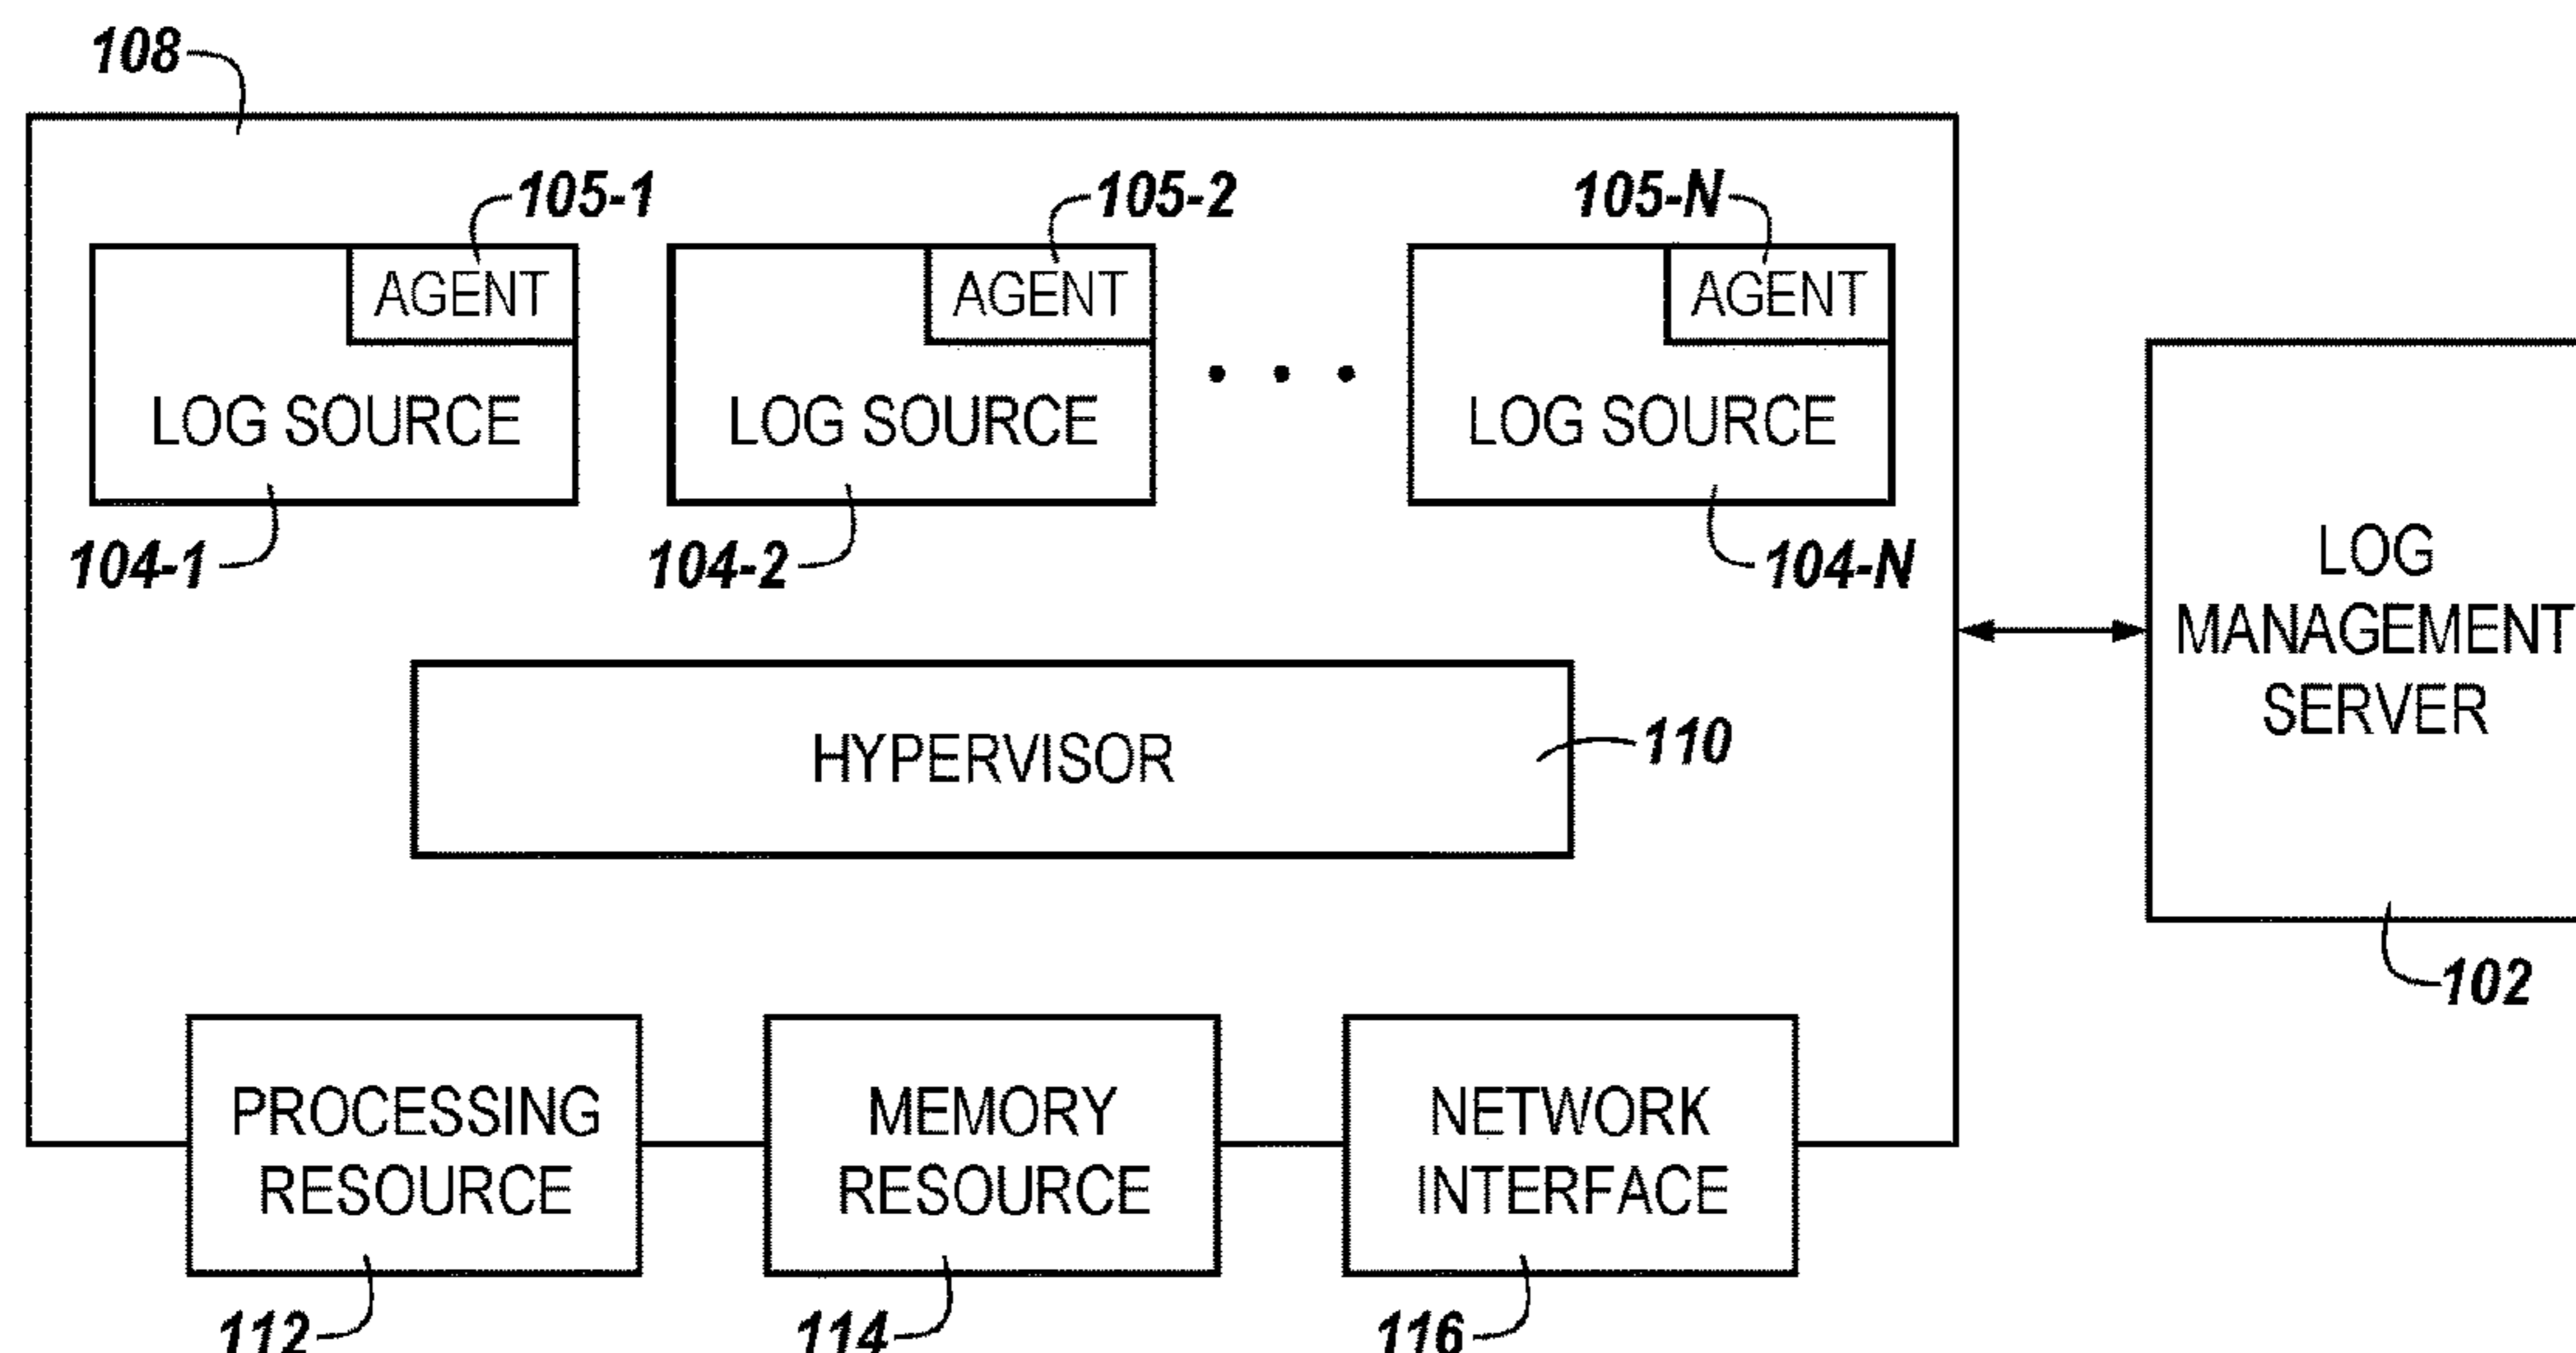 108
105-1
105-2
105-N
AGENT
AGENT
AGENT
LOG SOURCE
LOG SOURCE
LOG SOURCE
104-1
104-2
104-N
LOG
MANAGEMENT
SERVER
HYPERVISOR
110
102
PROCESSING
RESOURCE
MEMORY
RESOURCE
NETWORK
INTERFACE
112
114
116